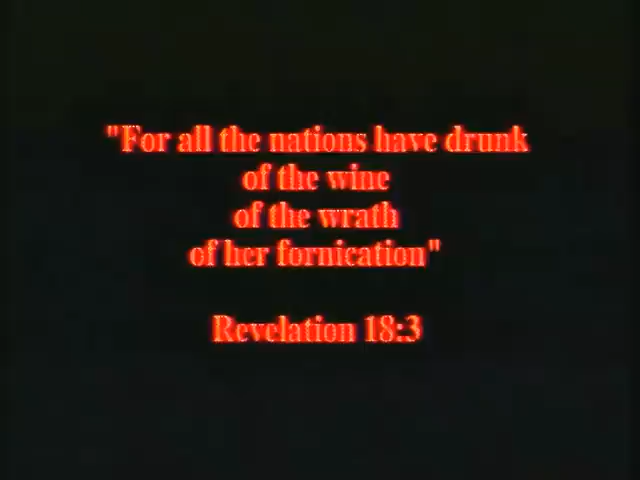 "For all the nations have drunk
of the wine
of the wrath
of her fornication"
Revelation 18:3